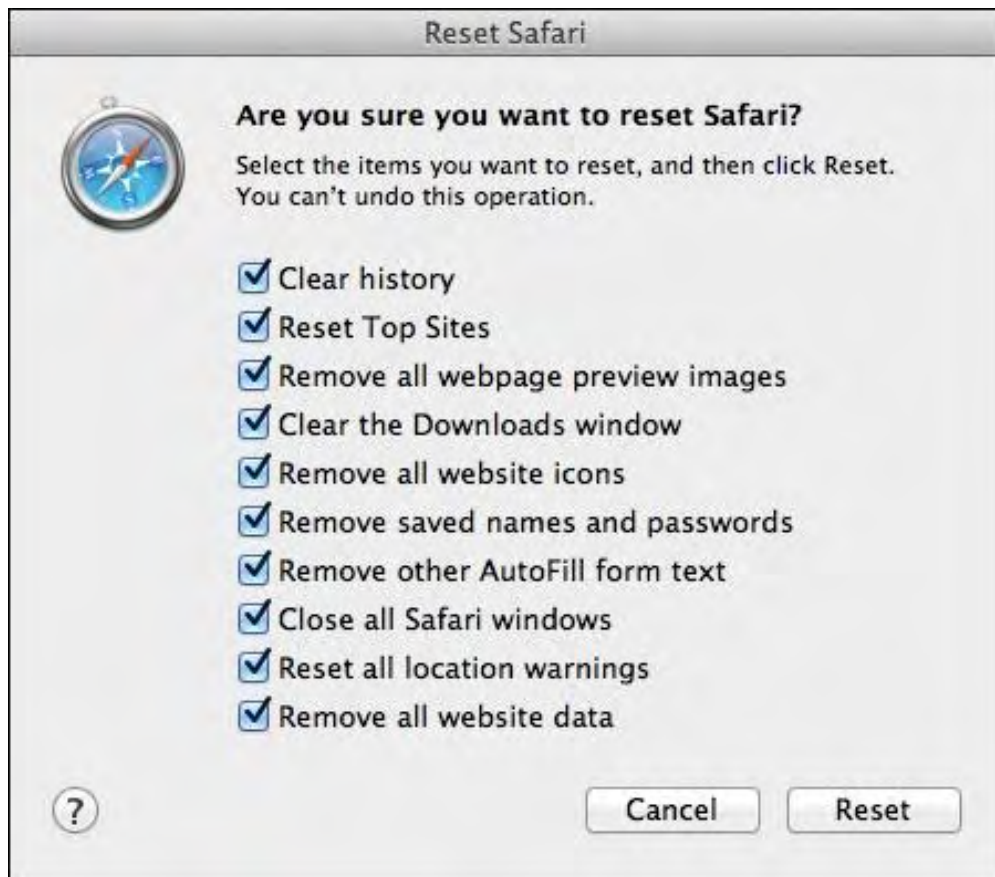 Reset Safari
Are you sure you want to reset Safari?
Select the items you want to reset, and then click Reset.
You can't undo this operation.
Clear history
Reset Top Sites
Remove all webpage preview images
Clear the Downloads window
Remove all website icons
Remove saved names and passwords
Remove other AutoFill form text
Close all Safari windows
Reset all location warnings
Remove all website data
?
Cancel
Reset